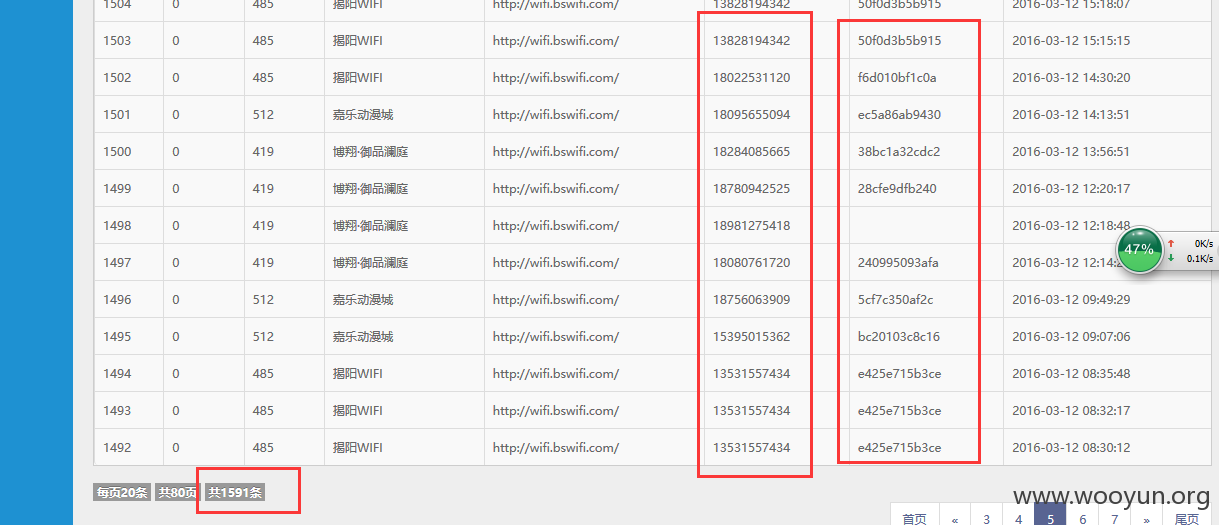 1504 0 485 揭阳WIFI http://wifi.bswifi.com/ 13828194342 50f0d3b5b915 2016-03-12 15:18:07
1503 0 485 揭阳WIFI http://wifi.bswifi.com/ 13828194342 50f0d3b5b915 2016-03-12 15:15:15
1502 0 485 揭阳WIFI http://wifi.bswifi.com/ 18022531120 f6d010bf1c0a 2016-03-12 14:30:20
1501 0 512 嘉乐动漫城 http://wifi.bswifi.com/ 18095655094 ec5a86ab9430 2016-03-12 14:13:51
1500 0 419 博翔·御品澜庭 http://wifi.bswifi.com/ 18284085665 38bc1a32cdc2 2016-03-12 13:56:51
1499 0 419 博翔·御品澜庭 http://wifi.bswifi.com/ 18780942525 28cfe9dfb240 2016-03-12 12:20:17
1498 0 419 博翔·御品澜庭 http://wifi.bswifi.com/ 18981275418 2016-03-12 12:18:48
1497 0 419 博翔·御品澜庭 http://wifi.bswifi.com/ 18080761720 240995093afa 2016-03-12 12:14:2
1496 0 512 嘉乐动漫城 http://wifi.bswifi.com/ 18756063909 5cf7c350af2c 2016-03-12 09:49:29
1495 0 512 嘉乐动漫城 http://wifi.bswifi.com/ 15395015362 bc20103c8c16 2016-03-12 09:07:06
1494 0 485 揭阳WIFI http://wifi.bswifi.com/ 13531557434 e425e715b3ce 2016-03-12 08:35:48
1493 0 485 揭阳WIFI http://wifi.bswifi.com/ 13531557434 e425e715b3ce 2016-03-12 08:32:17
1492 0 485 揭阳WIFI http://wifi.bswifi.com/ 13531557434 e425e715b3ce 2016-03-12 08:30:12
47% ↑ 0K/s
↓ 0.1K/s
每页20条 共80页 共1591条
www.wooyun.org
首页 « 3 4 5 6 7 » 尾页